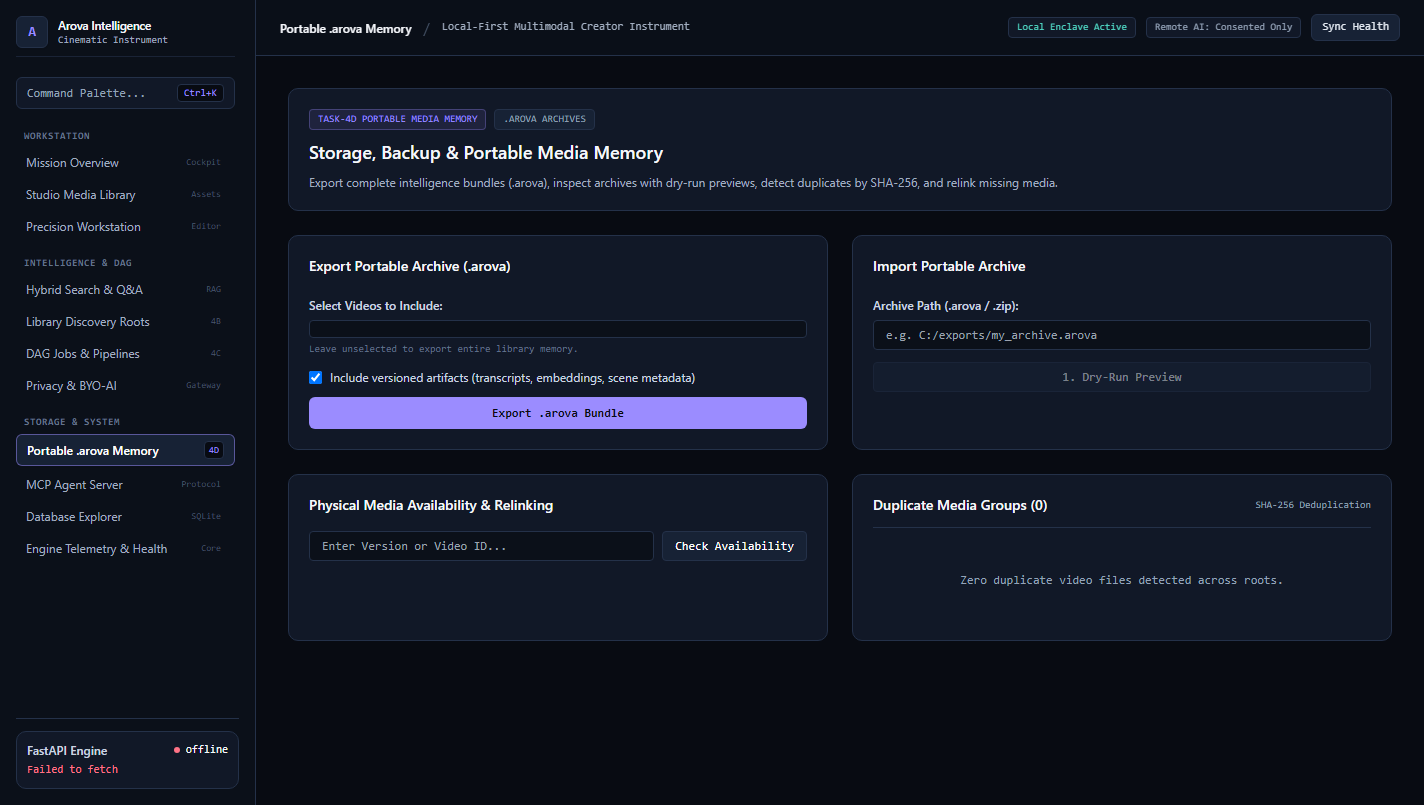 A
Arova Intelligence
Cinematic Instrument
Command Palette... Ctrl+K
WORKSTATION
Mission Overview Cockpit
Studio Media Library Assets
Precision Workstation Editor
INTELLIGENCE & DAG
Hybrid Search & Q&A RAG
Library Discovery Roots 4B
DAG Jobs & Pipelines 4C
Privacy & BYO-AI Gateway
STORAGE & SYSTEM
Portable .arova Memory 4D
MCP Agent Server Protocol
Database Explorer SQLite
Engine Telemetry & Health Core
FastAPI Engine offline
Failed to fetch
Portable .arova Memory / Local-First Multimodal Creator Instrument
Local Enclave Active
Remote AI: Consented Only
Sync Health
TASK-4D PORTABLE MEDIA MEMORY
.AROVA ARCHIVES
Storage, Backup & Portable Media Memory
Export complete intelligence bundles (.arova), inspect archives with dry-run previews, detect duplicates by SHA-256, and relink missing media.
Export Portable Archive (.arova)
Select Videos to Include:
Leave unselected to export entire library memory.
Include versioned artifacts (transcripts, embeddings, scene metadata)
Export .arova Bundle
Import Portable Archive
Archive Path (.arova / .zip):
e.g. C:/exports/my_archive.arova
1. Dry-Run Preview
Physical Media Availability & Relinking
Enter Version or Video ID...
Check Availability
Duplicate Media Groups (0)
SHA-256 Deduplication
Zero duplicate video files detected across roots.